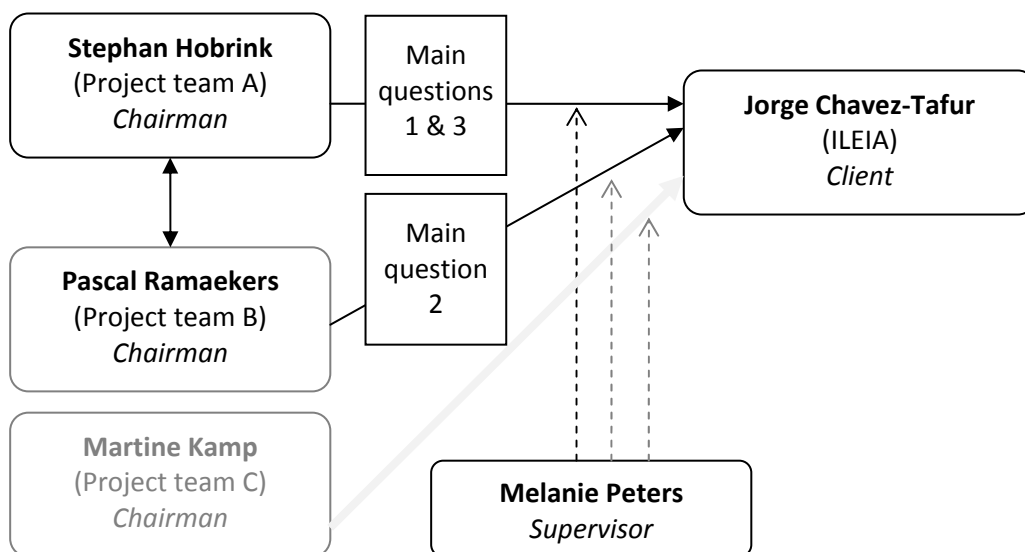 Stephan Hobrink
(Project team A)
Chairman
Main
questions
1 & 3
Jorge Chavez-Tafur
(ILEIA)
Client
Pascal Ramaekers
(Project team B)
Chairman
Main
question
2
Martine Kamp
(Project team C)
Chairman
Melanie Peters
Supervisor